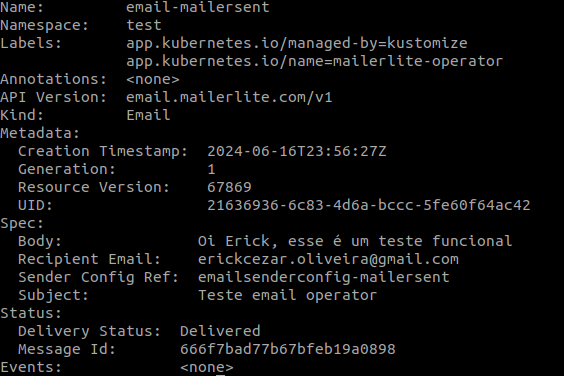 Name:         email-mailersent
Namespace:    test
Labels:       app.kubernetes.io/managed-by=kustomize
              app.kubernetes.io/name=mailerlite-operator
Annotations:  <none>
API Version:  email.mailerlite.com/v1
Kind:         Email
Metadata:
  Creation Timestamp:  2024-06-16T23:56:27Z
  Generation:          1
  Resource Version:    67869
  UID:                 21636936-6c83-4d6a-bccc-5fe60f64ac42
Spec:
  Body:               Oi Erick, esse é um teste funcional
  Recipient Email:    erickcezar.oliveira@gmail.com
  Sender Config Ref:  emailsenderconfig-mailersent
  Subject:            Teste email operator
Status:
  Delivery Status:  Delivered
  Message Id:       666f7bad77b67bfeb19a0898
Events:             <none>